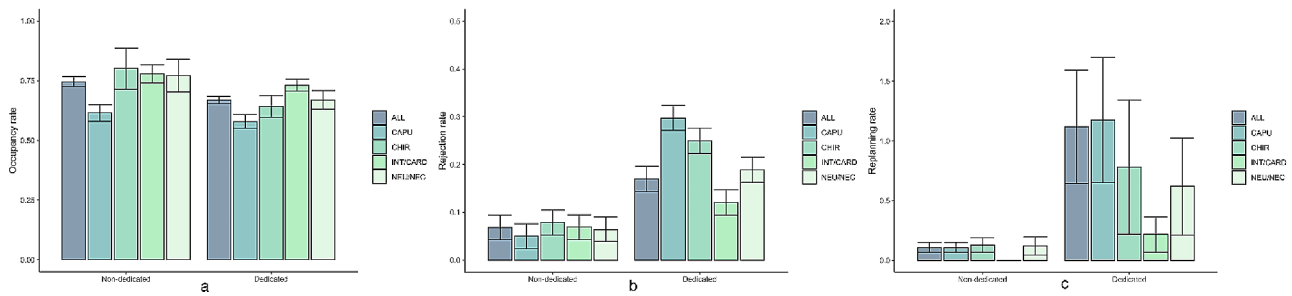 1.00
0.75
0.50
0.25
0.00
Occupancy rate
Non-dedicated
Dedicated
ALL
CAPU
CHIR
INT/CARD
NEU/NEC
a
0.6
0.5
0.4
0.3
0.2
0.1
0.0
Rejection rate
Non-dedicated
Dedicated
ALL
CAPU
CHIR
INT/CARD
NEU/NEC
b
2.0
1.5
1.0
0.5
0.0
Replanning rate
Non-dedicated
Dedicated
ALL
CAPU
CHIR
INT/CARD
NEU/NEC
c